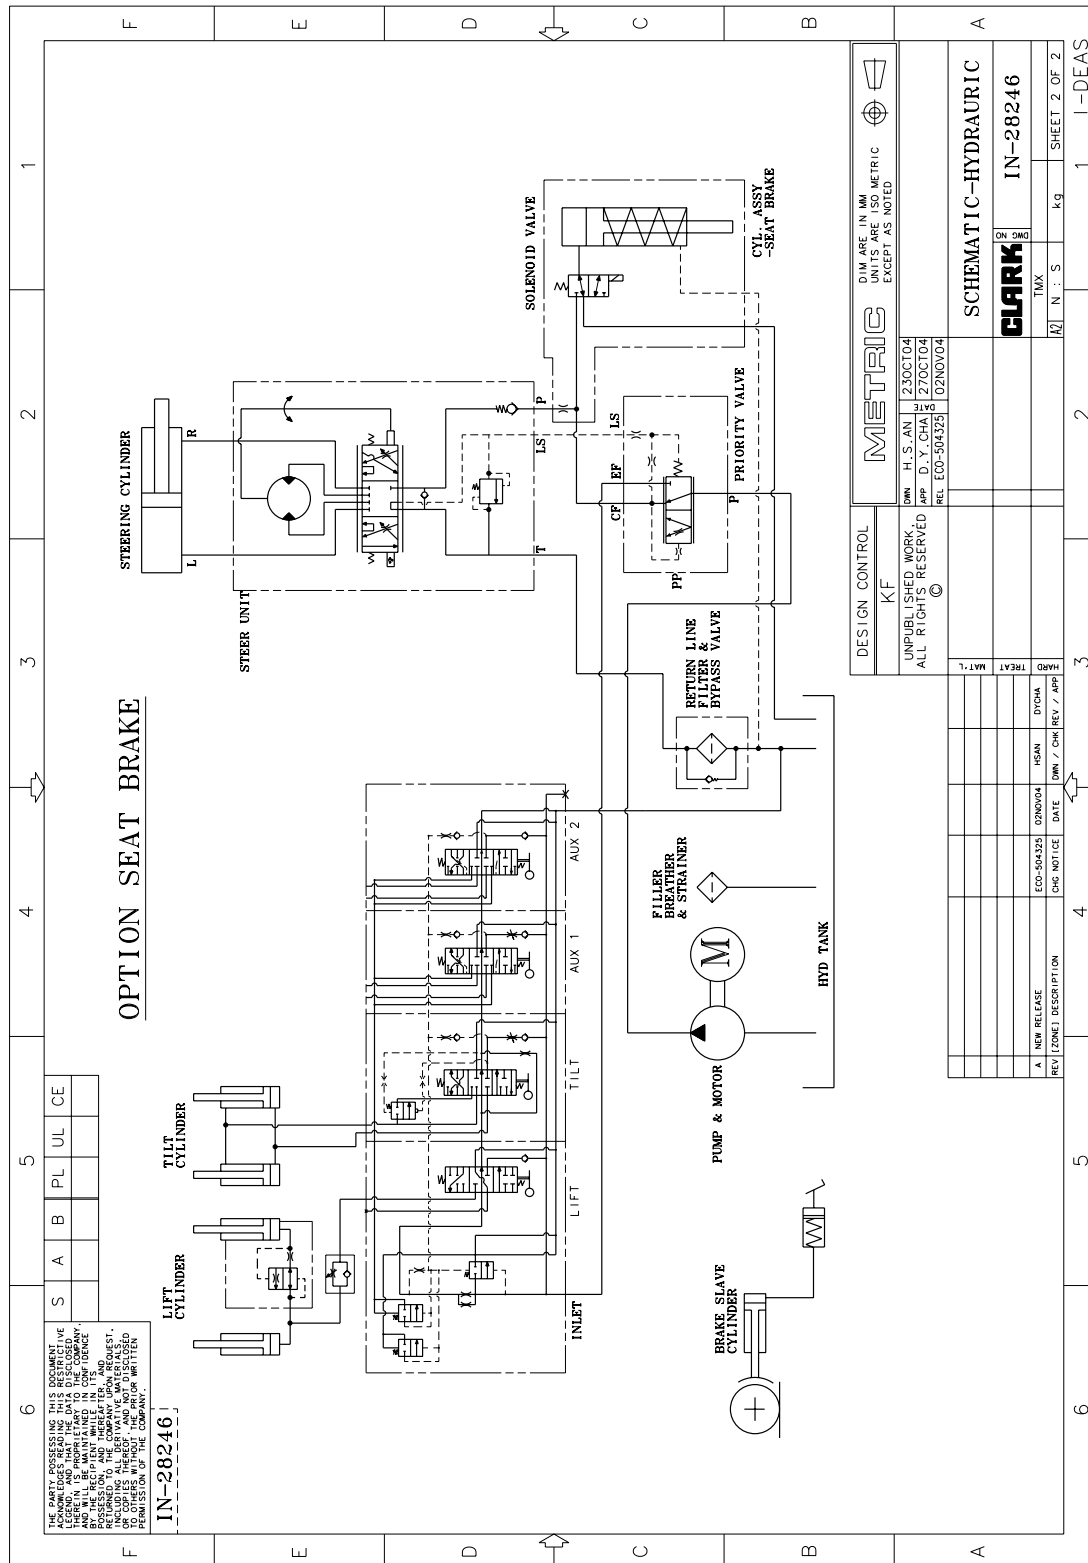 6
5
4
3
2
1
F
E
D
C
B
A
THE PARTY POSSESSING THIS DOCUMENT
ACKNOWLEDGES READING THIS RESTRICTIVE
LEGEND, AND THAT THE DATA DISCLOSED
THEREIN IS PROPRIETARY TO THE COMPANY,
AND WILL BE MAINTAINED IN CONFIDENCE
BY THE RECIPIENT WHILE IN ITS
POSSESSION, AND THEREAFTER, AND
RETURNED TO THE COMPANY UPON REQUEST,
INCLUDING ALL DERIVATIVE MATERIALS,
OR COPIES THEREOF, AND NOT DISCLOSED
TO OTHERS WITHOUT THE PRIOR WRITTEN
PERMISSION OF THE COMPANY.
IN-28246
S A B PL UL CE
OPTION SEAT BRAKE
LIFT
CYLINDER
TILT
CYLINDER
STEERING CYLINDER
L
R
STEER UNIT
T
LS
P
SOLENOID VALVE
CYL. ASSY
-SEAT BRAKE
INLET
LIFT
TILT
AUX 1
AUX 2
CF
EF
LS
PP
P
PRIORITY VALVE
RETURN LINE
FILTER &
BYPASS VALVE
FILLER
BREATHER
& STRAINER
M
PUMP & MOTOR
HYD TANK
BRAKE SLAVE
CYLINDER
DESIGN CONTROL
KF
METRIC
DIM ARE IN MM
UNITS ARE ISO METRIC
EXCEPT AS NOTED
UNPUBLISHED WORK,
ALL RIGHTS RESERVED
©
DWN H.S.AN
APP D.Y.CHA
REL ECO-504325
DATE
23OCT04
27OCT04
02NOV04
MAT'L
TREAT
HARD
SCHEMATIC-HYDRAURIC
CLARK
DWG NO
IN-28246
TMX
A2 N : S kg SHEET 2 OF 2
A NEW RELEASE ECO-504325 02NOV04 HSAN DYCHA
REV [ZONE] DESCRIPTION CHG NOTICE DATE DWN / CHK REV / APP
6
5
4
3
2
1
F
E
D
C
B
A
I-DEAS